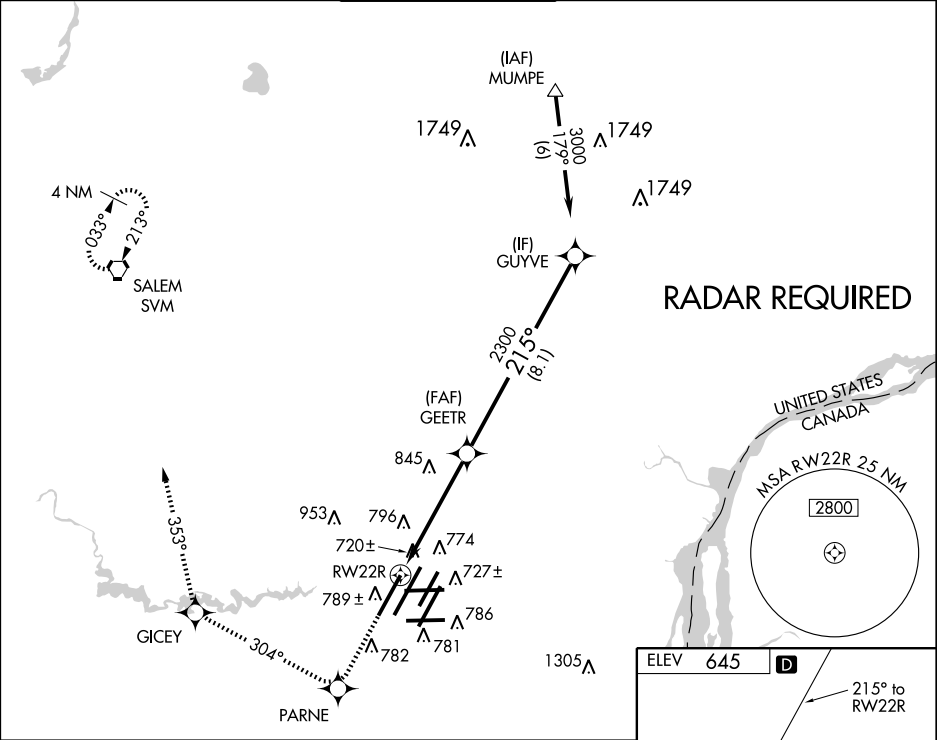 (IAF)
MUMPE
1749
3000
179°
(6)
1749
1749
4 NM
033°
213°
SALEM
SVM
(IF)
GUYVE
RADAR REQUIRED
2300
215°
(8.1)
UNITED STATES
CANADA
(FAF)
GEETR
845
MSA RW22R 25 NM
2800
353°
953
796
720±
774
RW22R
727±
789±
786
GICEY
304°
782
781
1305
PARNE
ELEV 645 D
215° to
RW22R